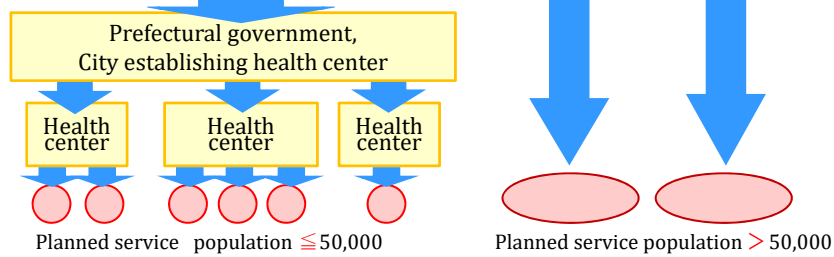 Prefectural government,
City establishing health center
Health
center
Health
center
Health
center
Planned service population ≦50,000
Planned service population > 50,000